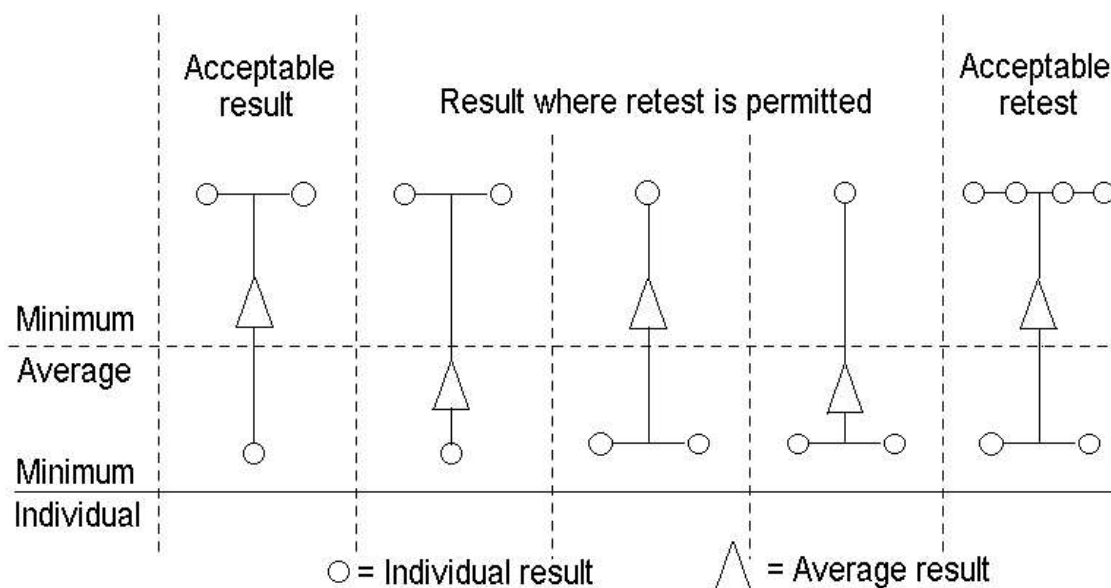 Acceptable
result
Result where retest is permitted
Acceptable
retest
Minimum
Average
Minimum
Individual
= Individual result
= Average result